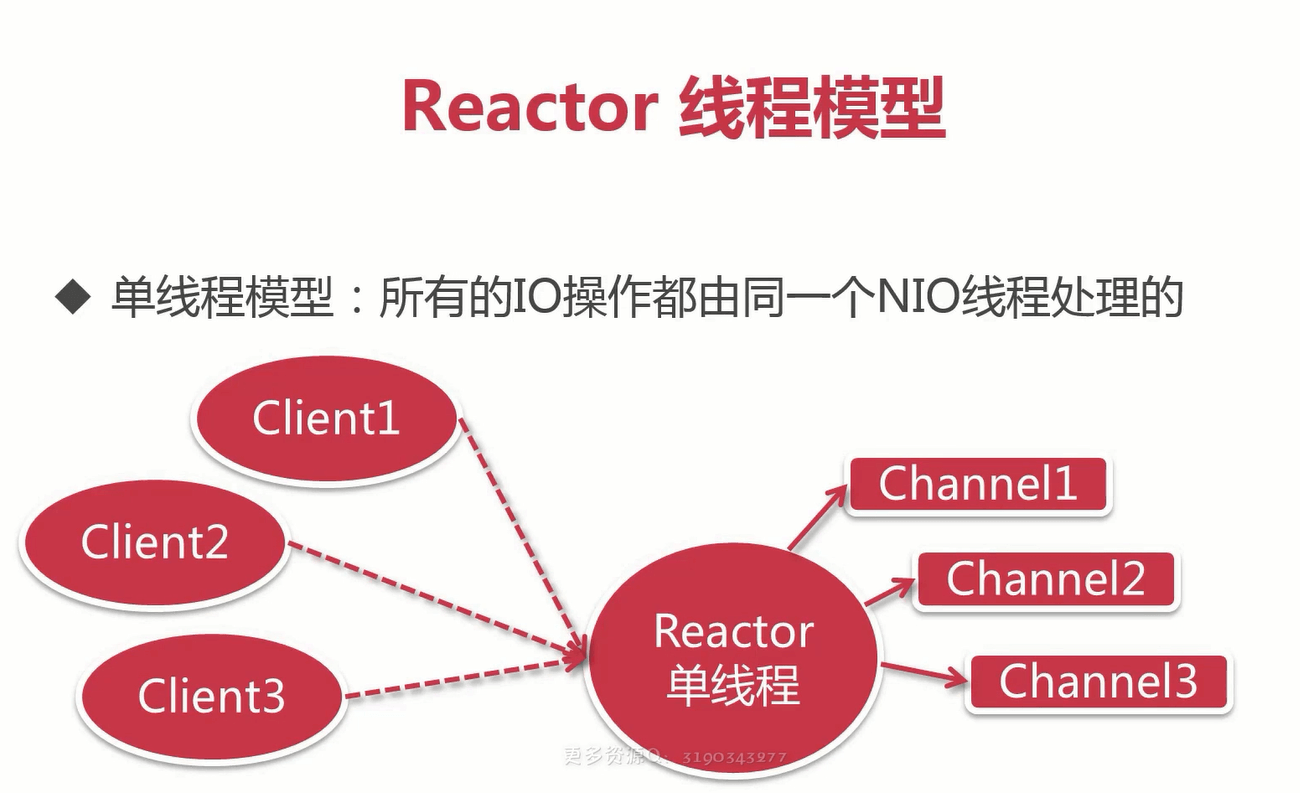 Reactor 线程模型
◆ 单线程模型：所有的IO操作都由同一个NIO线程处理的
Client1
Client2
Client3
Reactor
单线程
Channel1
Channel2
Channel3
更多资源Q：3190343277